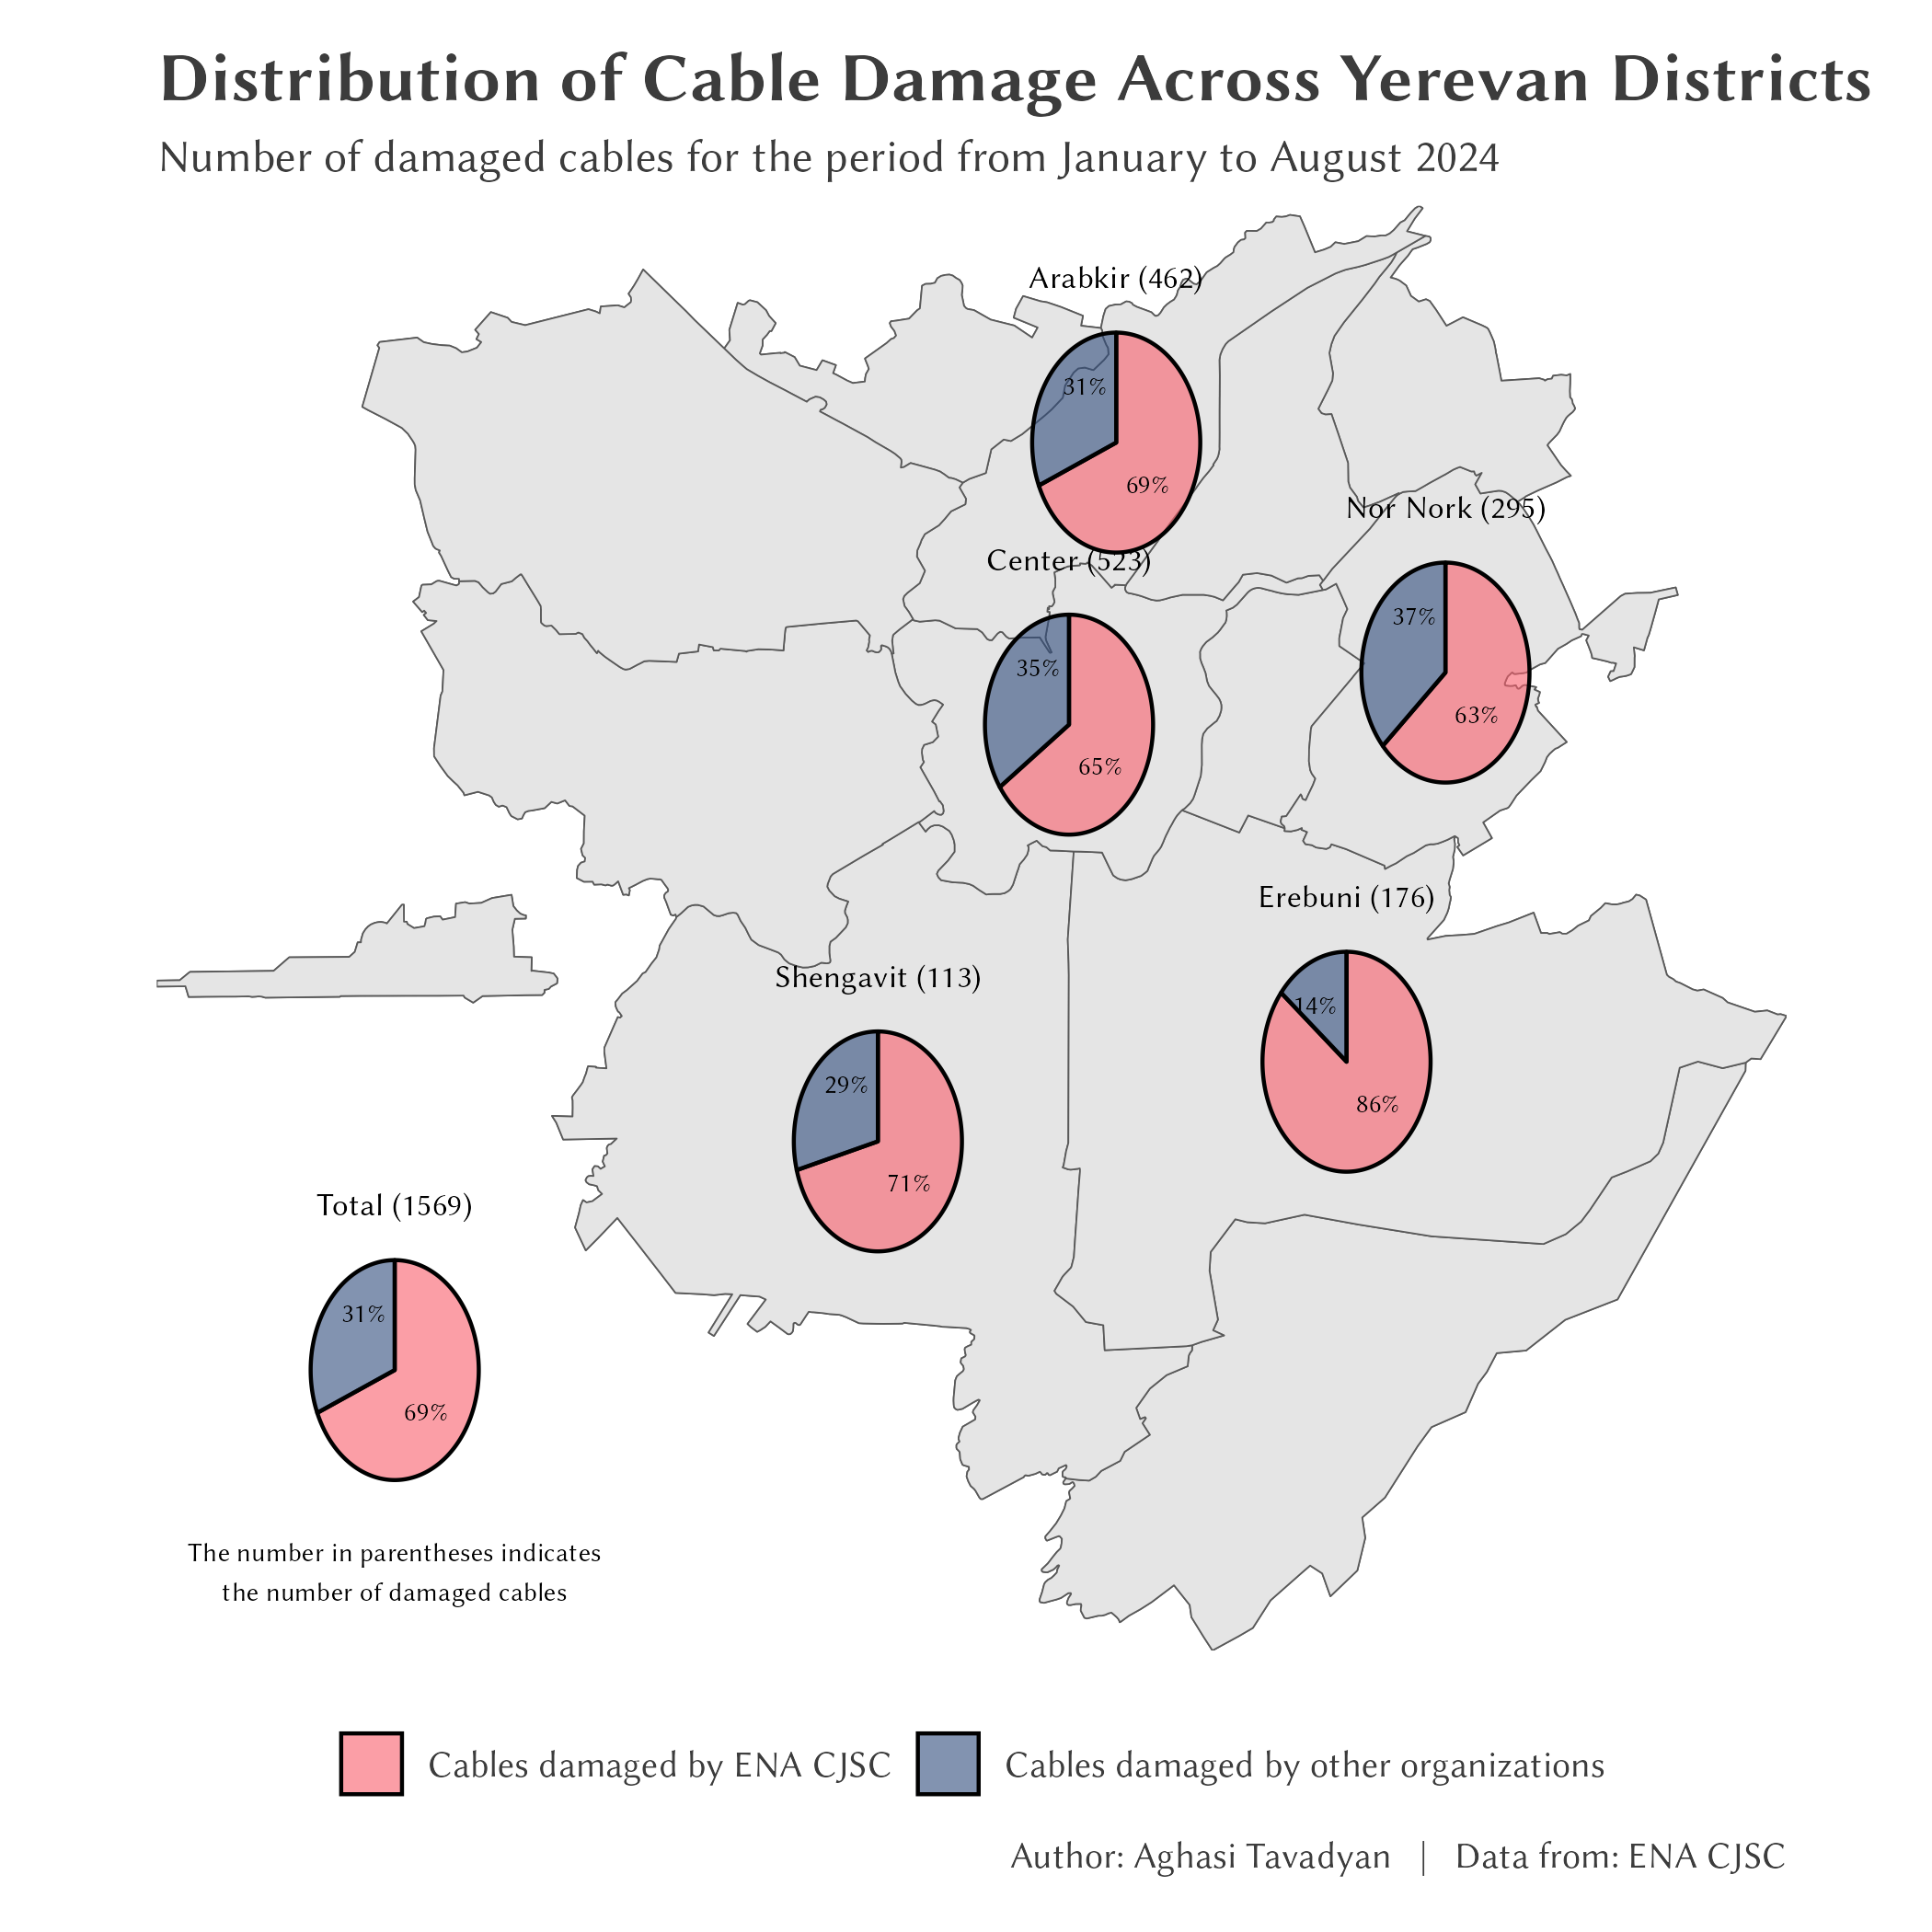 Distribution of Cable Damage Across Yerevan Districts
Number of damaged cables for the period from January to August 2024
Arabkir (462)
31%
69%
Nor Nork (295)
37%
63%
Center (523)
35%
65%
Erebuni (176)
14%
86%
Shengavit (113)
29%
71%
Total (1569)
31%
69%
The number in parentheses indicates
the number of damaged cables
Cables damaged by ENA CJSC
Cables damaged by other organizations
Author: Aghasi Tavadyan | Data from: ENA CJSC